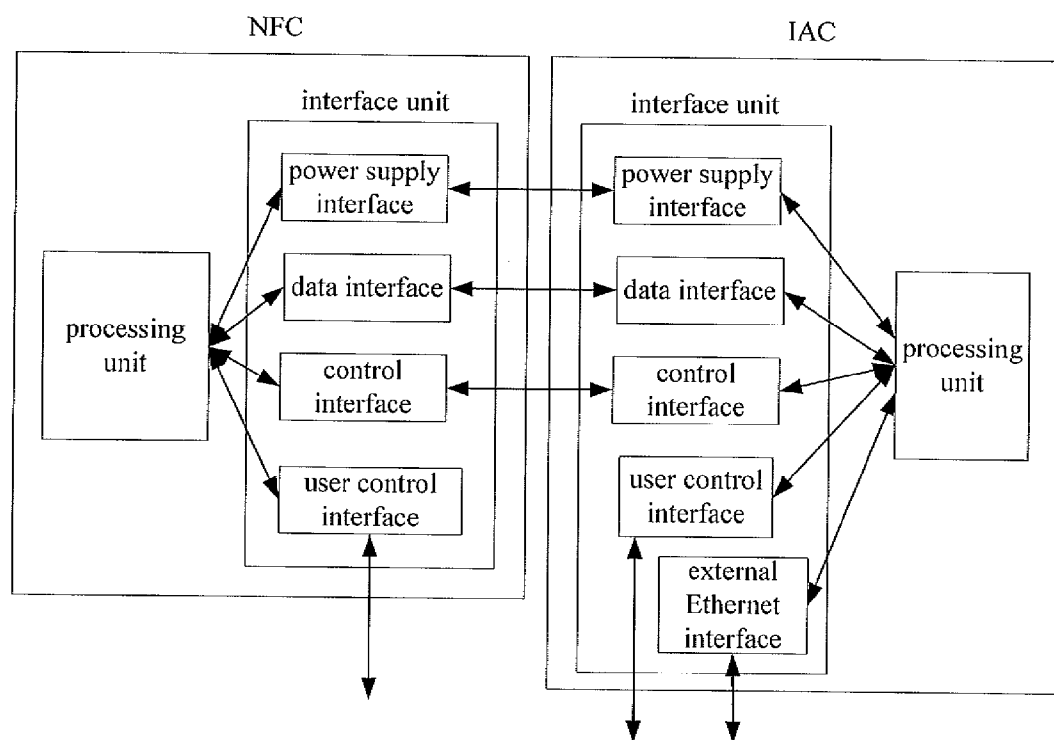 NFC
interface unit
power supply
interface
data interface
control
interface
user control
interface
processing
unit
IAC
interface unit
power supply
interface
data interface
control
interface
user control
interface
external
Ethernet
interface
processing
unit